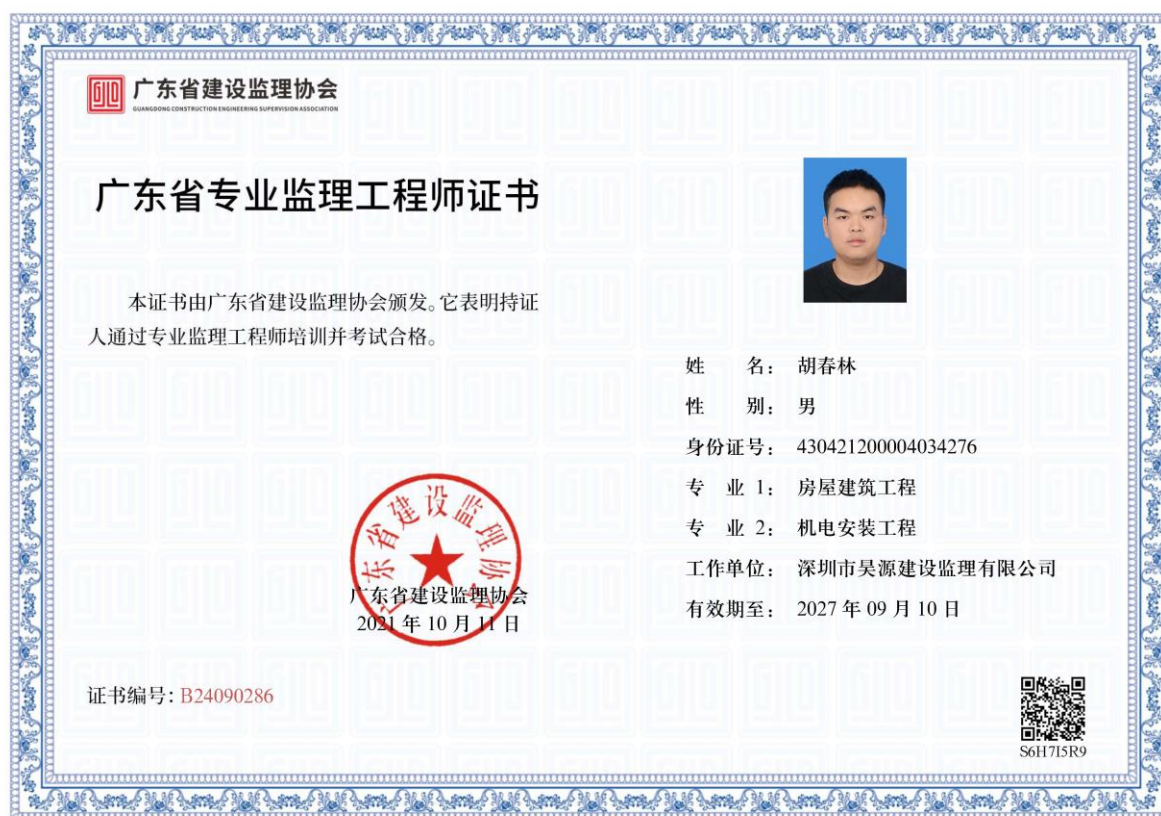 广东省建设监理协会
GUANGDONG CONSTRUCTION ENGINEERING SUPERVISION ASSOCIATION
广东省专业监理工程师证书
本证书由广东省建设监理协会颁发。它表明持证
人通过专业监理工程师培训并考试合格。
姓 名: 胡春林
性 别: 男
身份证号: 430421200004034276
专 业 1: 房屋建筑工程
专 业 2: 机电安装工程
工作单位: 深圳市昊源建设监理有限公司
有效期至: 2027 年 09 月 10 日
广东省建设监理协会
广东省建设监理协会
2021 年 10 月 11 日
证书编号: B24090286
S6H7I5R9